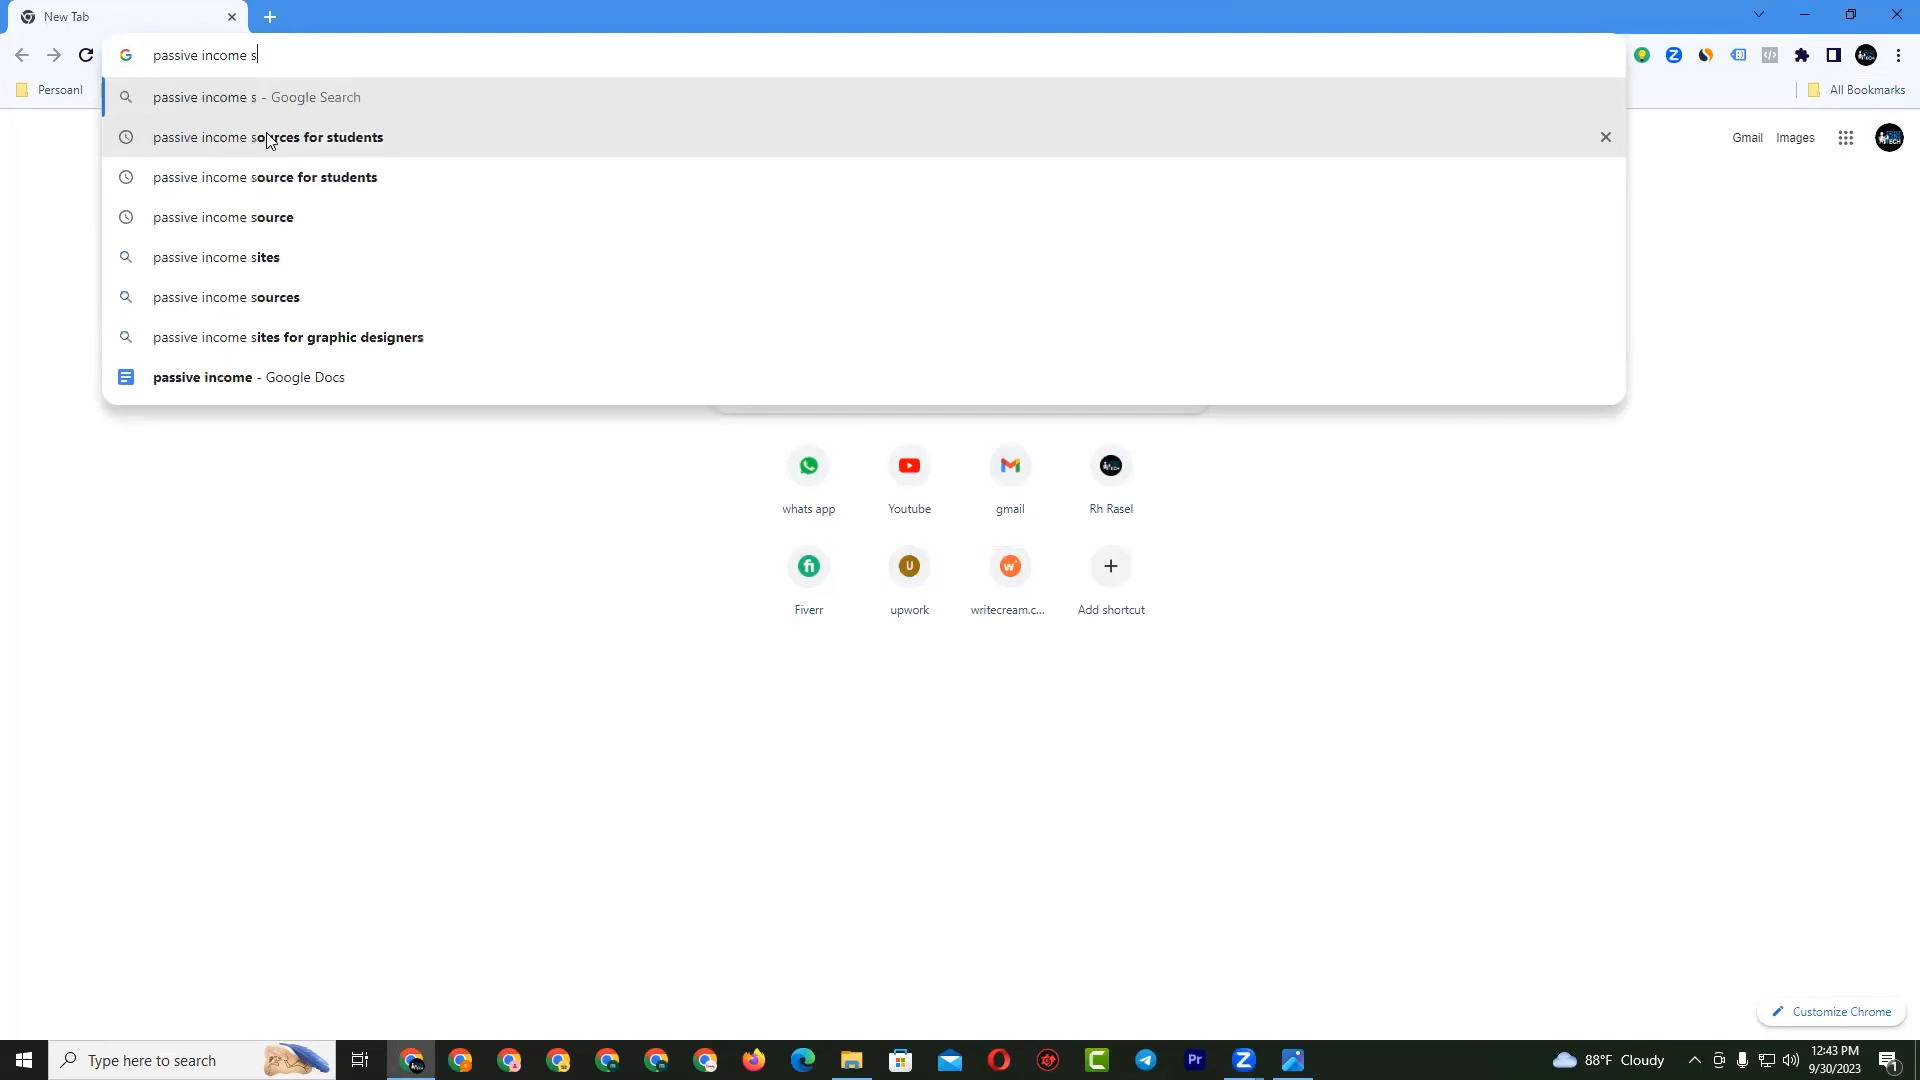 New Tab
passive income s
Persoanl
All Bookmarks
passive income s - Google Search
passive income sources for students
passive income source for students
passive income source
passive income sites
passive income sources
passive income sites for graphic designers
passive income - Google Docs
Gmail Images
whats app Youtube gmail Rh Rasel
Fiverr upwork writecream.c... Add shortcut
Customize Chrome
Type here to search
88°F Cloudy
12:43 PM
9/30/2023
1